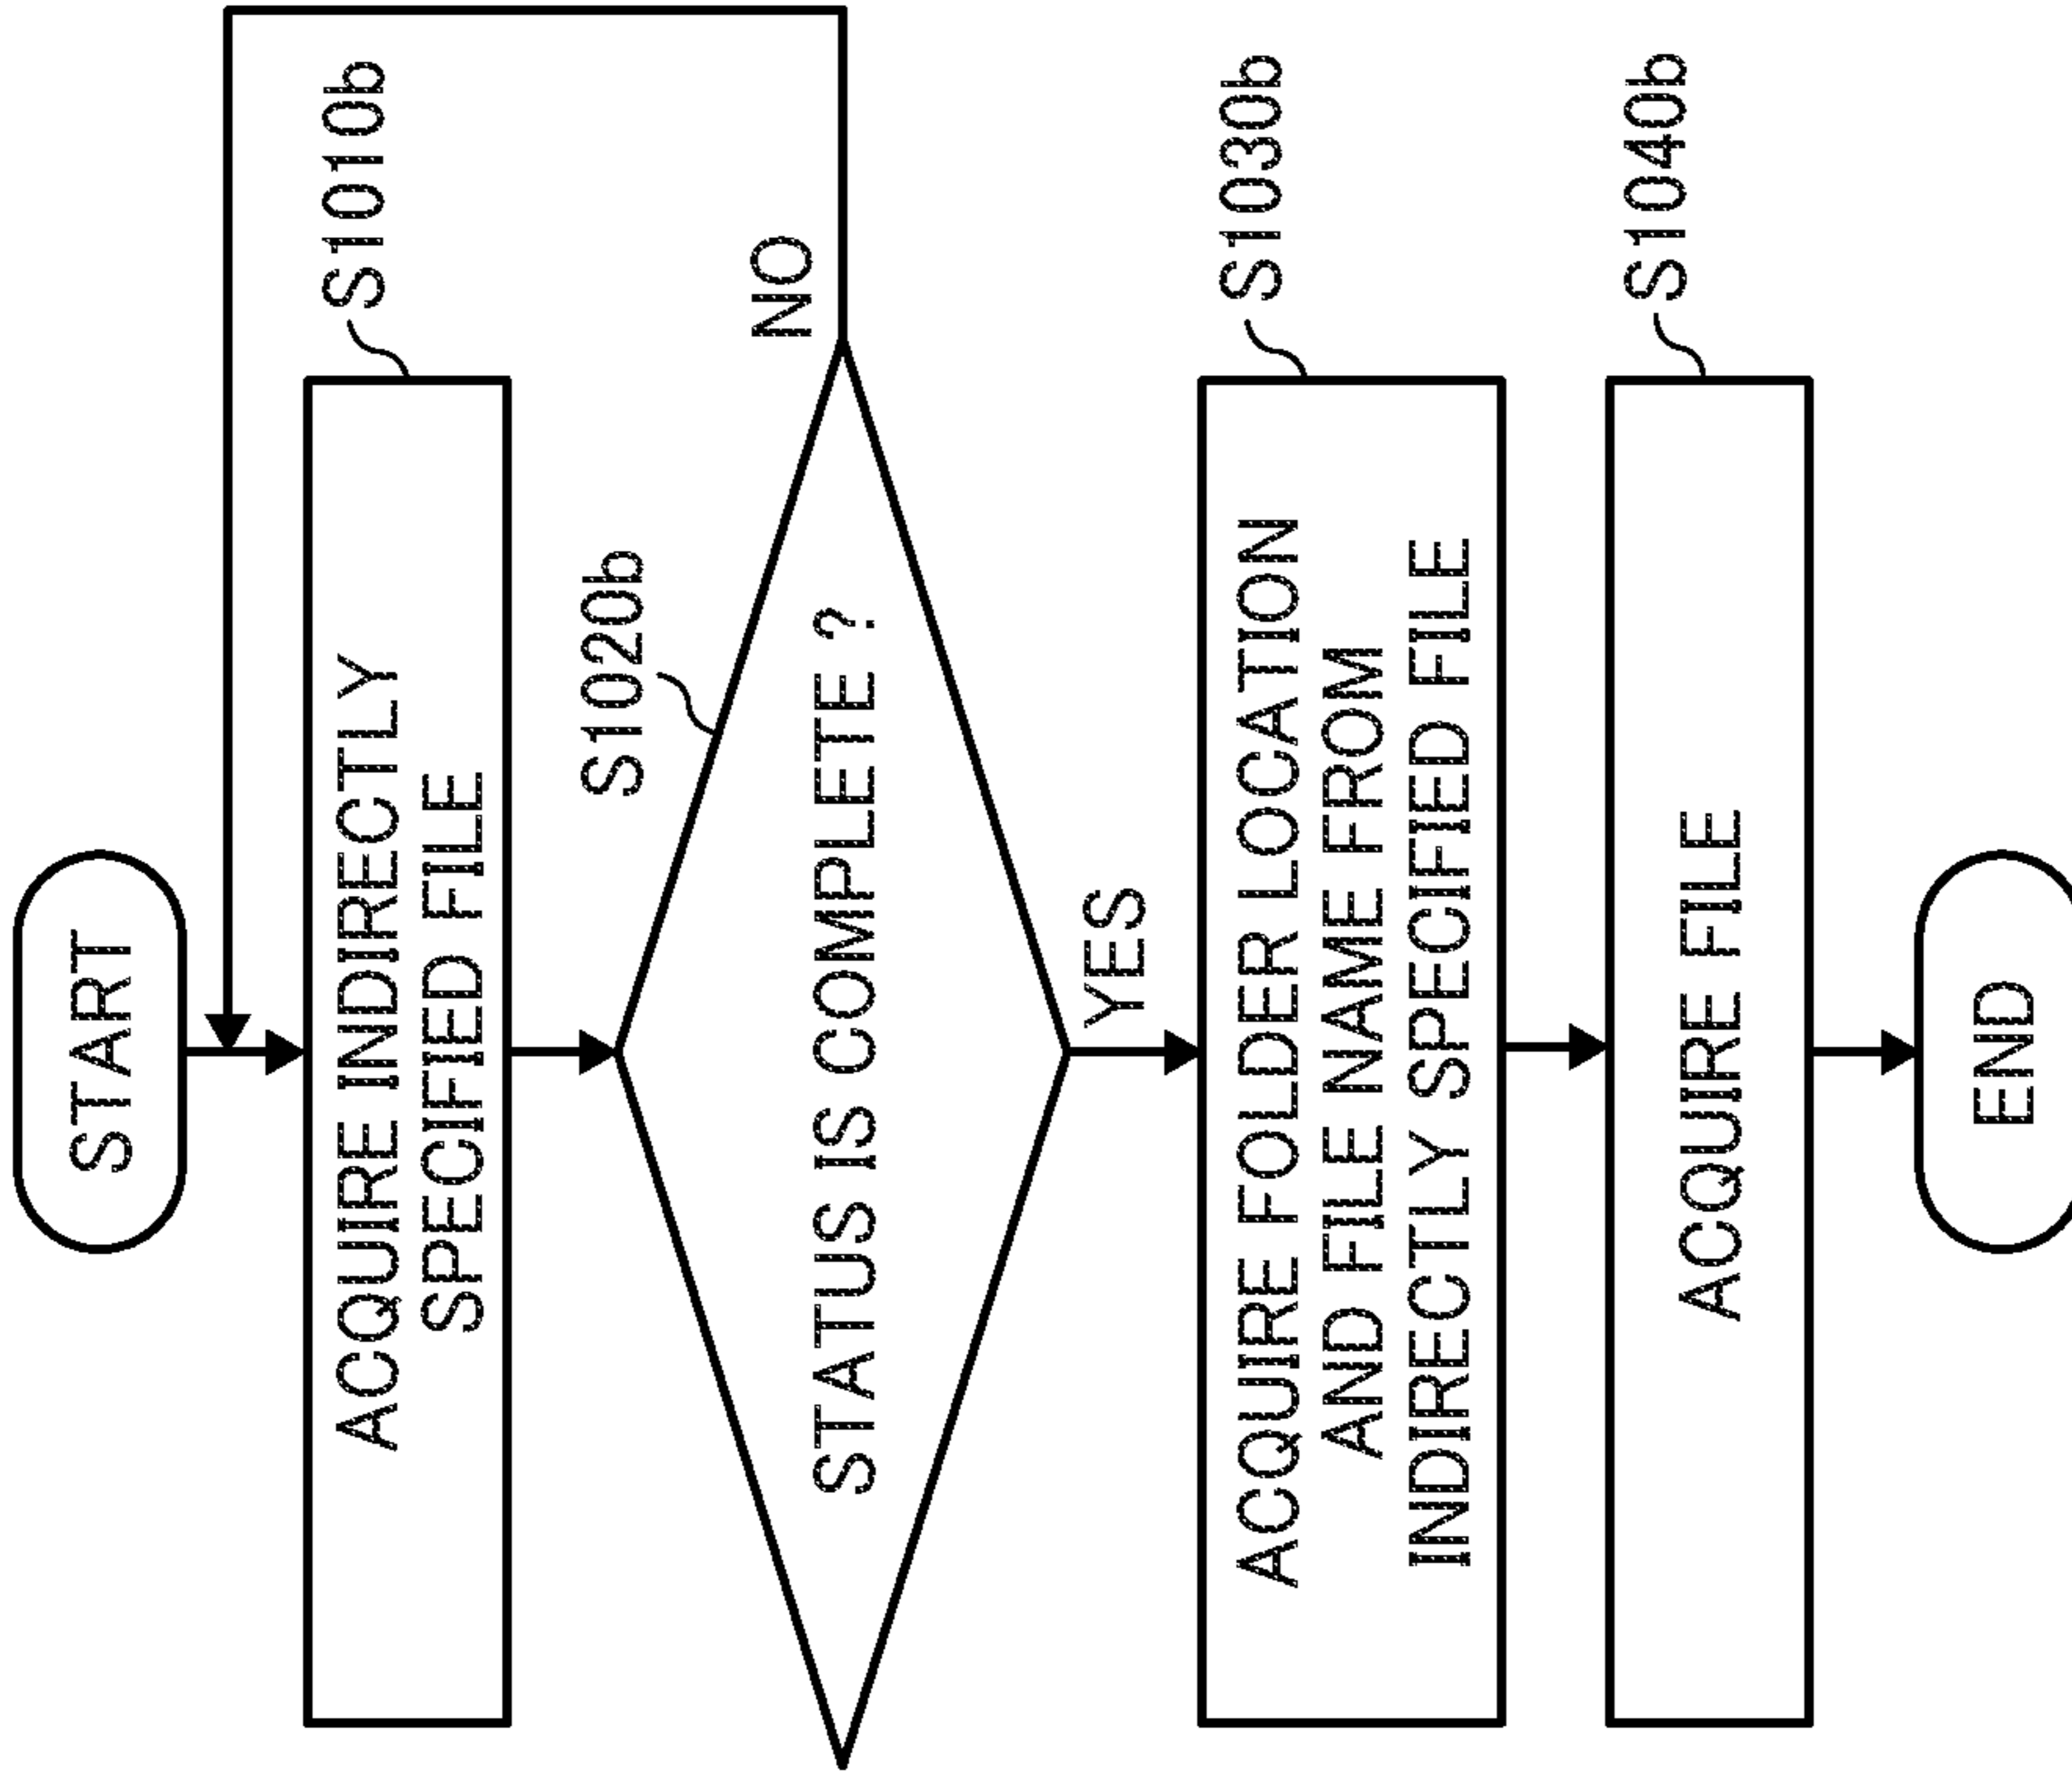 START
S1010b
ACQUIRE INDIRECTLY
SPECIFIED FILE
S1020b
STATUS IS COMPLETE ?
NO
YES
S1030b
ACQUIRE FOLDER LOCATION
AND FILE NAME FROM
INDIRECTLY SPECIFIED FILE
S1040b
ACQUIRE FILE
END